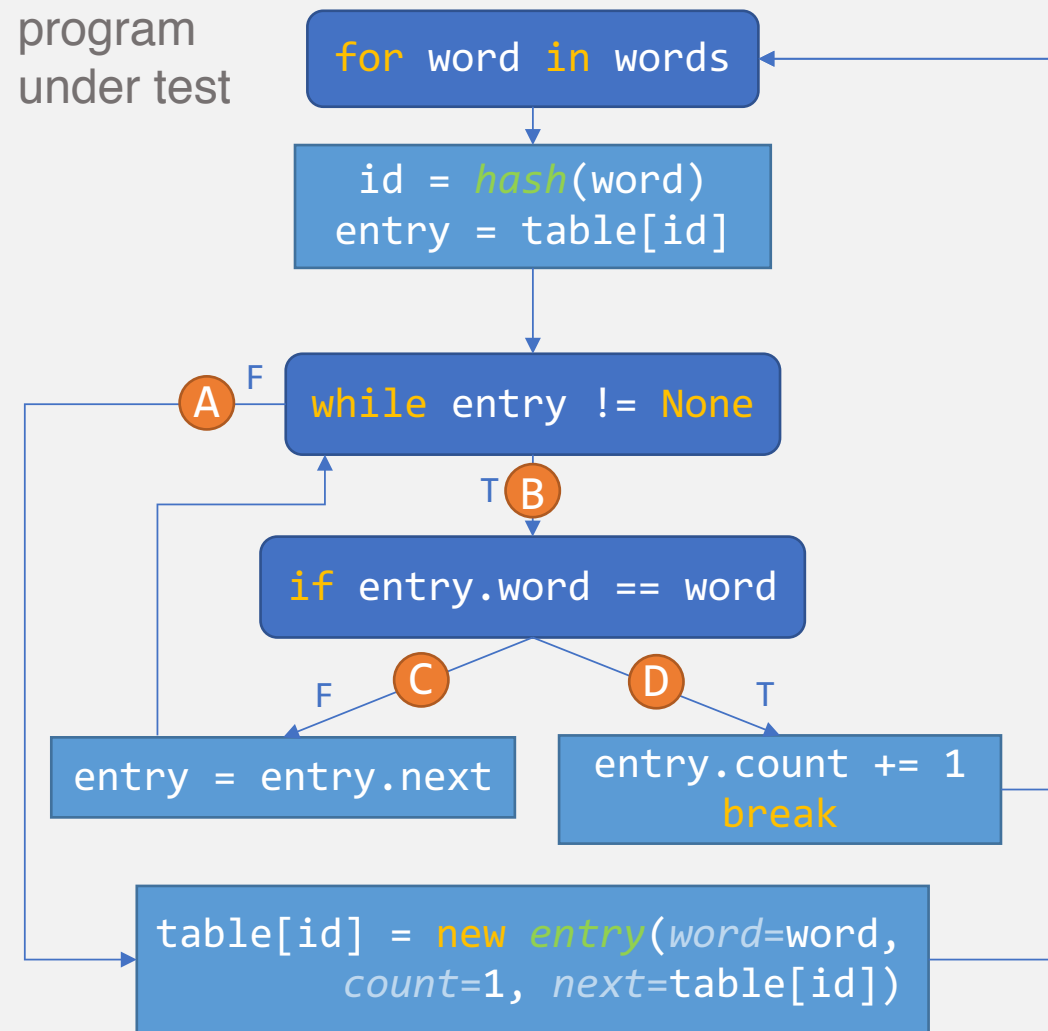 program
under test
for word in words
id = hash(word)
entry = table[id]
F
A
while entry != None
T
B
if entry.word == word
C
D
F
T
entry = entry.next
entry.count += 1
break
table[id] = new entry(word=word,
count=1, next=table[id])